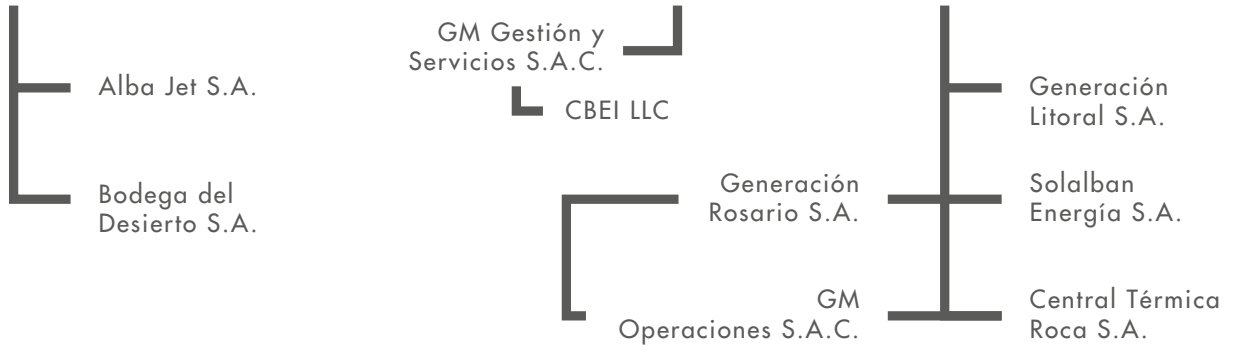 GM Gestión y
Servicios S.A.C.
Alba Jet S.A.
CBEI LLC
Generación
Litoral S.A.
Bodega del
Desierto S.A.
Generación
Rosario S.A.
Solalban
Energía S.A.
GM
Operaciones S.A.C.
Central Térmica
Roca S.A.